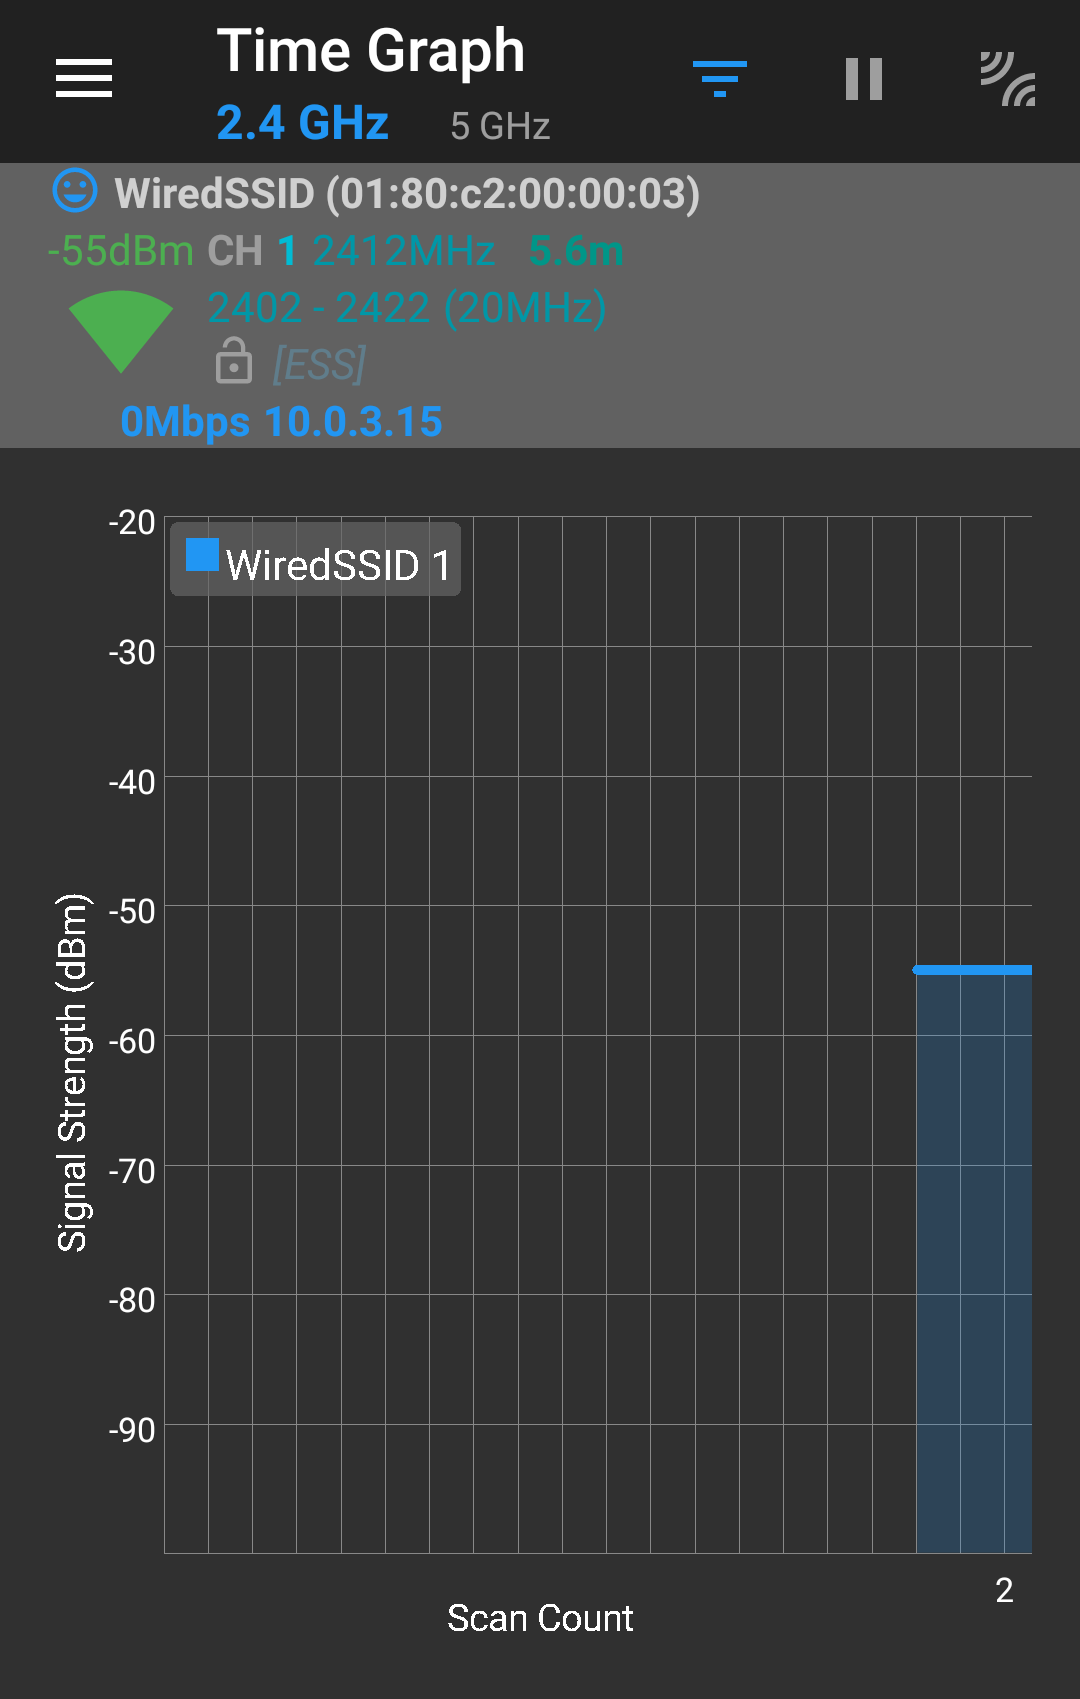 Time Graph
2.4 GHz 5 GHz
WiredSSID (01:80:c2:00:00:03)
-55dBm CH 1 2412MHz 5.6m
2402 - 2422 (20MHz)
[ESS]
0Mbps 10.0.3.15
WiredSSID 1
-20
-30
-40
-50
-60
-70
-80
-90
Signal Strength (dBm)
2
Scan Count